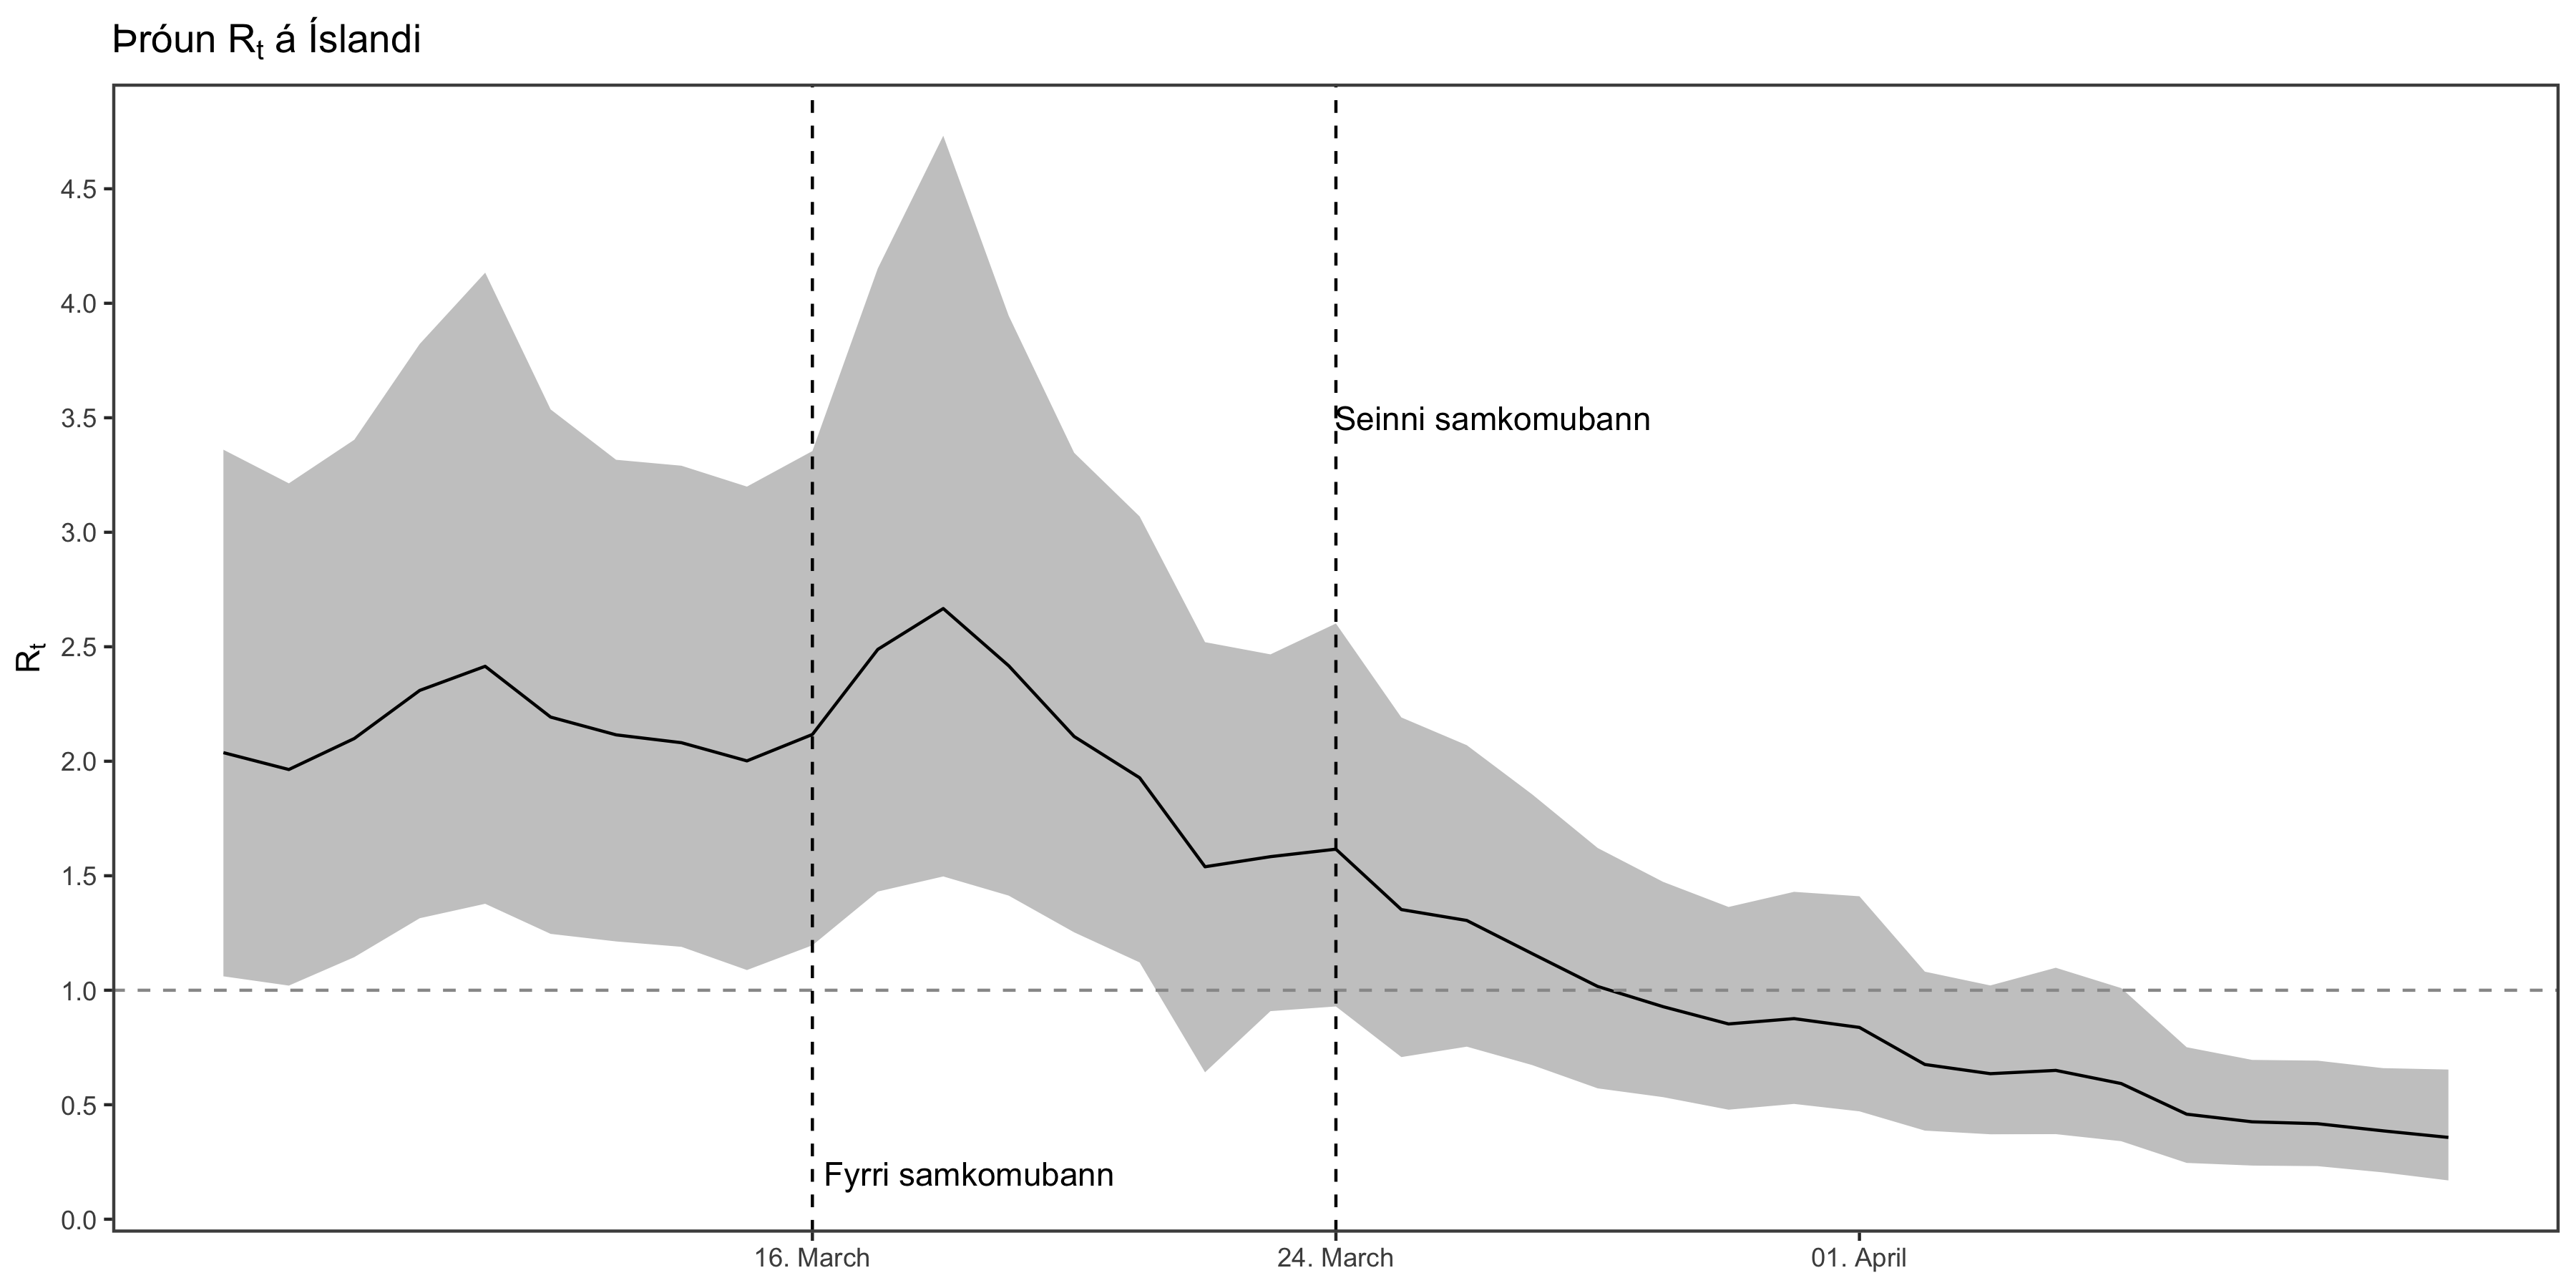 Þróun Rt á Íslandi
Rt
4.5
4.0
3.5
3.0
2.5
2.0
1.5
1.0
0.5
0.0
Seinni samkomubann
Fyrri samkomubann
16. March
24. March
01. April